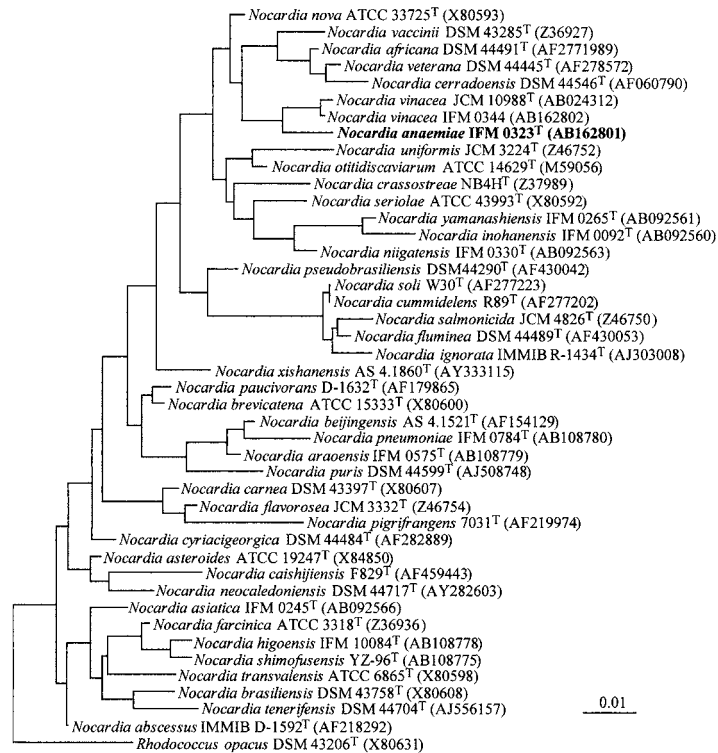 Nocardia nova ATCC 33725T (X80593)
Nocardia vaccinii DSM 43285T (Z36927)
Nocardia africana DSM 44491T (AF2771989)
Nocardia veterana DSM 44445T (AF278572)
Nocardia cerradoensis DSM 44546T (AF060790)
Nocardia vinacea JCM 10988T (AB024312)
Nocardia vinacea IFM 0344 (AB162802)
Nocardia anaemiae IFM 0323T (AB162801)
Nocardia uniformis JCM 3224T (Z46752)
Nocardia otitidiscaviarum ATCC 14629T (M59056)
Nocardia crassostreae NB4HT (Z37989)
Nocardia seriolae ATCC 43993T (X80592)
Nocardia yamanashiensis IFM 0265T (AB092561)
Nocardia inohanensis IFM 0092T (AB092560)
Nocardia niigatensis IFM 0330T (AB092563)
Nocardia pseudobrasiliensis DSM44290T (AF430042)
Nocardia soli W30T (AF277223)
Nocardia cummidelens R89T (AF277202)
Nocardia salmonicida JCM 4826T (Z46750)
Nocardia fluminea DSM 44489T (AF430053)
Nocardia ignorata IMMIB R-1434T (AJ303008)
Nocardia xishanensis AS 4.1860T (AY333115)
Nocardia paucivorans D-1632T (AF179865)
Nocardia brevicatena ATCC 15333T (X80600)
Nocardia beijingensis AS 4.1521T (AF154129)
Nocardia pneumoniae IFM 0784T (AB108780)
Nocardia araoensis IFM 0575T (AB108779)
Nocardia puris DSM 44599T (AJ508748)
Nocardia carnea DSM 43397T (X80607)
Nocardia flavorosea JCM 3332T (Z46754)
Nocardia pigrifrangens 7031T (AF219974)
Nocardia cyriacigeorgica DSM 44484T (AF282889)
Nocardia asteroides ATCC 19247T (X84850)
Nocardia caishijiensis F829T (AF459443)
Nocardia neocaledoniensis DSM 44717T (AY282603)
Nocardia asiatica IFM 0245T (AB092566)
Nocardia farcinica ATCC 3318T (Z36936)
Nocardia higoensis IFM 10084T (AB108778)
Nocardia shimofusensis YZ-96T (AB108775)
Nocardia transvalensis ATCC 6865T (X80598)
Nocardia brasiliensis DSM 43758T (X80608)
Nocardia tenerifensis DSM 44704T (AJ556157)
0.01
Nocardia abscessus IMMIB D-1592T (AF218292)
Rhodococcus opacus DSM 43206T (X80631)